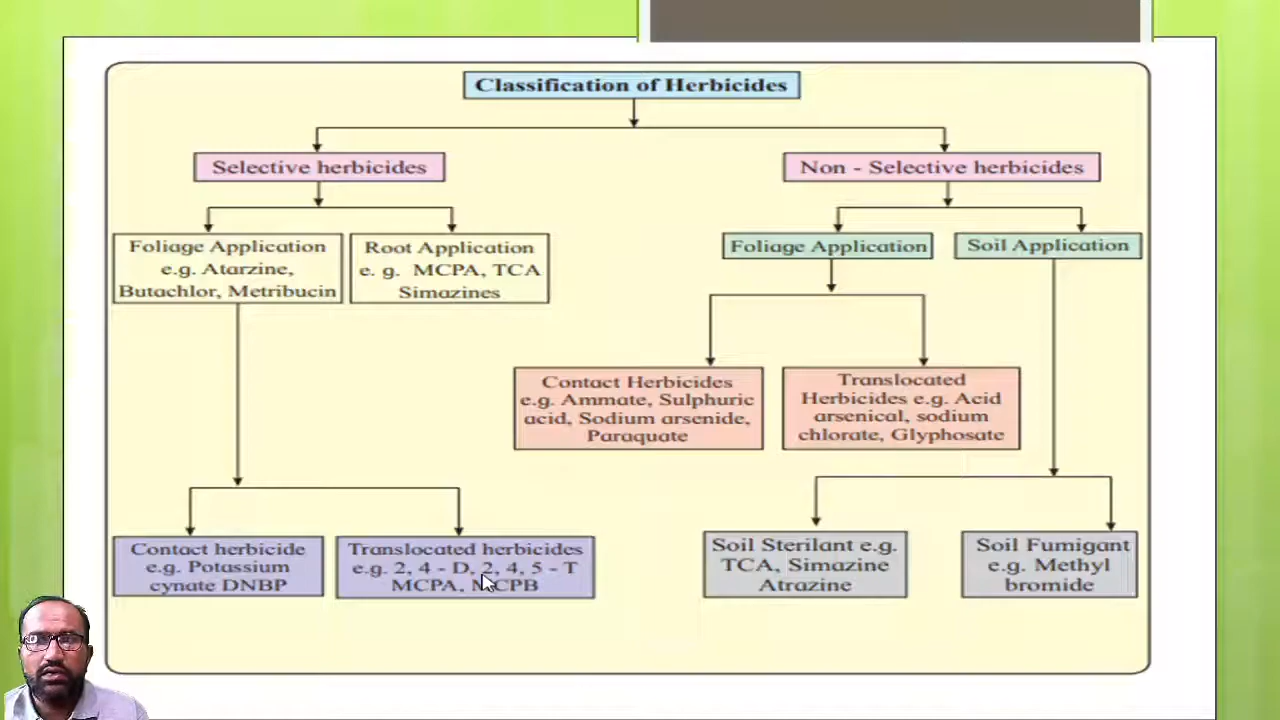 Classification of Herbicides
Selective herbicides
Non - Selective herbicides
Foliage Application
e.g. Atarzine,
Butachlor, Metribucin
Root Application
e. g. MCPA, TCA
Simazines
Foliage Application
Soil Application
Contact Herbicides
e.g. Ammate, Sulphuric
acid, Sodium arsenide,
Paraquate
Translocated
Herbicides e.g. Acid
arsenical, sodium
chlorate, Glyphosate
Contact herbicide
e.g. Potassium
cynate DNBP
Translocated herbicides
e.g. 2, 4 - D, 2, 4, 5 - T
MCPA, MCPB
Soil Sterilant e.g.
TCA, Simazine
Atrazine
Soil Fumigant
e.g. Methyl
bromide